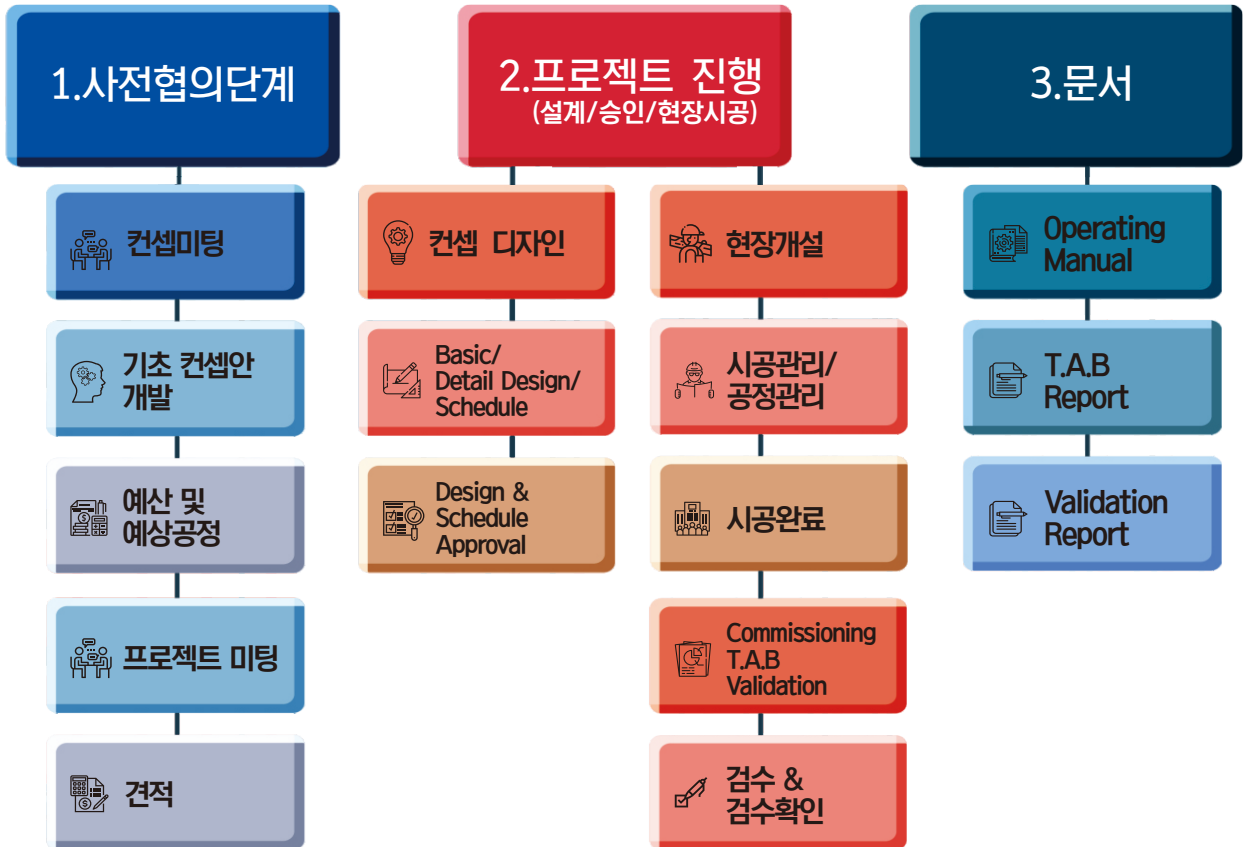 1.사전협의단계
컨셉미팅
기초 컨셉안
개발
예산 및
예상공정
프로젝트 미팅
견적
2.프로젝트 진행
(설계/승인/현장시공)
컨셉 디자인
Basic/
Detail Design/
Schedule
Design &
Schedule
Approval
현장개설
시공관리/
공정관리
시공완료
Commissioning
T.A.B
Validation
검수 &
검수확인
3.문서
Operating
Manual
T.A.B
Report
Validation
Report